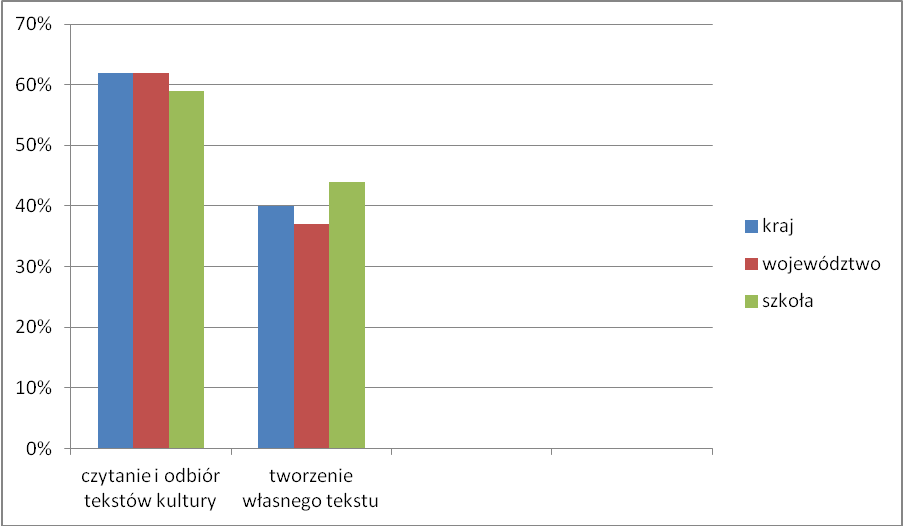 70%
60%
50%
40%
30%
20%
10%
0%
czytanie i odbiór
tekstów kultury
tworzenie
własnego tekstu
kraj
województwo
szkoła